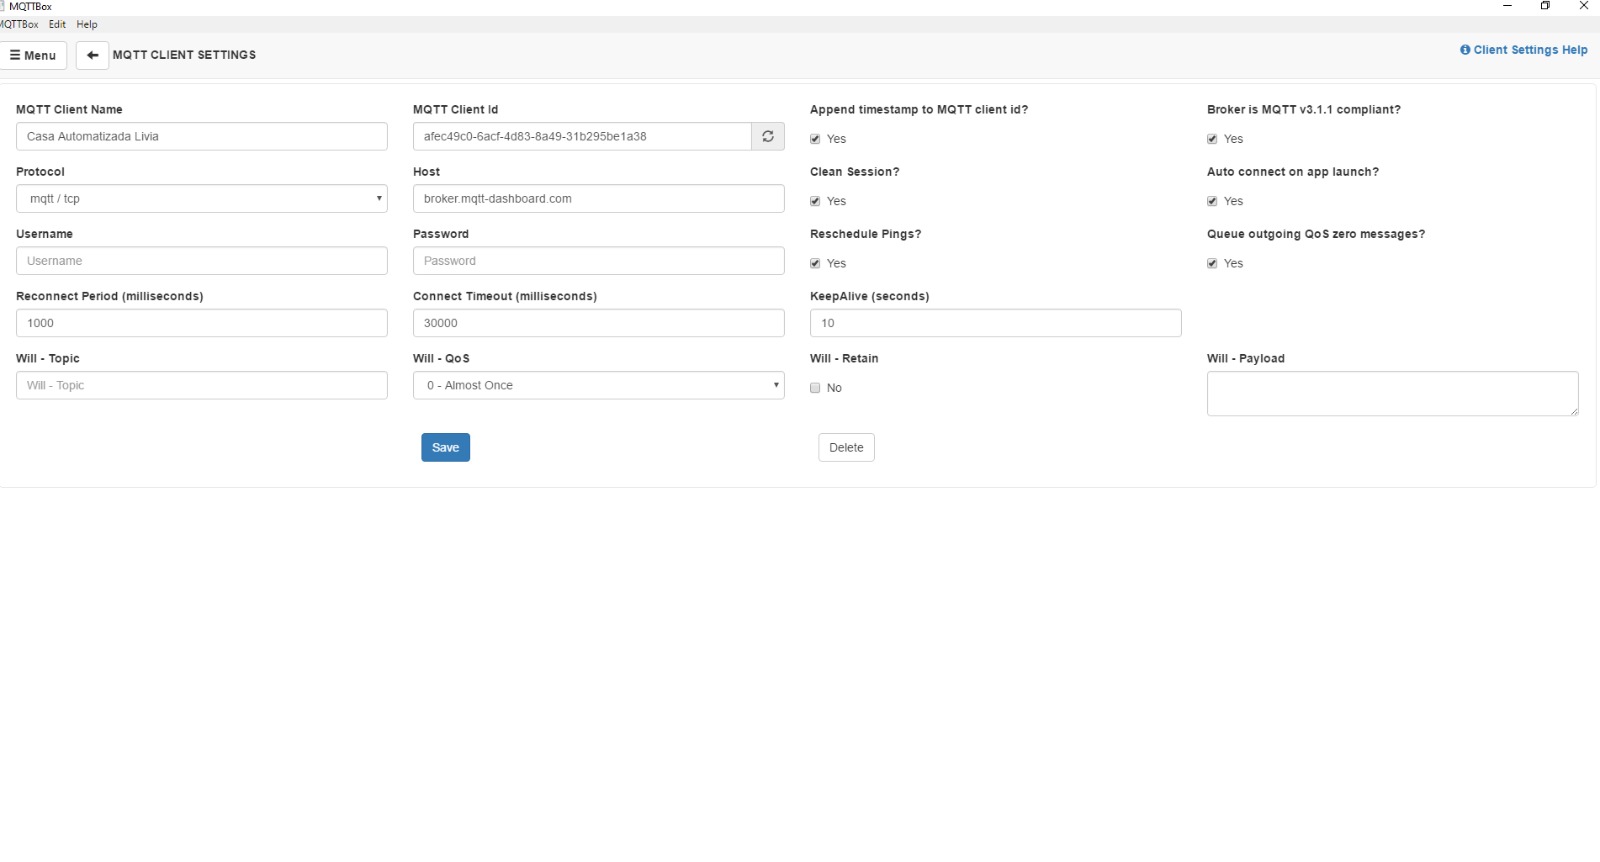 MQTTBox
MQTTBox Edit Help
Menu MQTT CLIENT SETTINGS Client Settings Help
MQTT Client Name MQTT Client Id Append timestamp to MQTT client id? Broker is MQTT v3.1.1 compliant?
Casa Automatizada Livia afec49c0-6acf-4d83-8a49-31b295be1a38 Yes Yes
Protocol Host Clean Session? Auto connect on app launch?
mqtt / tcp broker.mqtt-dashboard.com Yes Yes
Username Password Reschedule Pings? Queue outgoing QoS zero messages?
Username Password Yes Yes
Reconnect Period (milliseconds) Connect Timeout (milliseconds) KeepAlive (seconds)
1000 30000 10
Will - Topic Will - QoS Will - Retain Will - Payload
Will - Topic 0 - Almost Once No
Save Delete